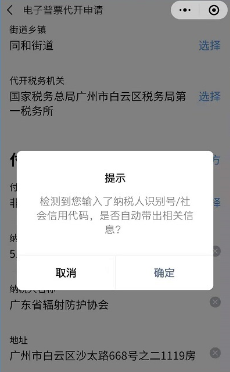 电子普票代开申请
街道乡镇
同和街道
选择
代开税务机关
国家税务总局广州市白云区税务局第
一税务所
选择
提示
检测到您输入了纳税人识别号/社
会信用代码，是否自动带出相关信
息?
取消
确定
广东省辐射防护协会
地址
广州市白云区沙太路668号之二1119房